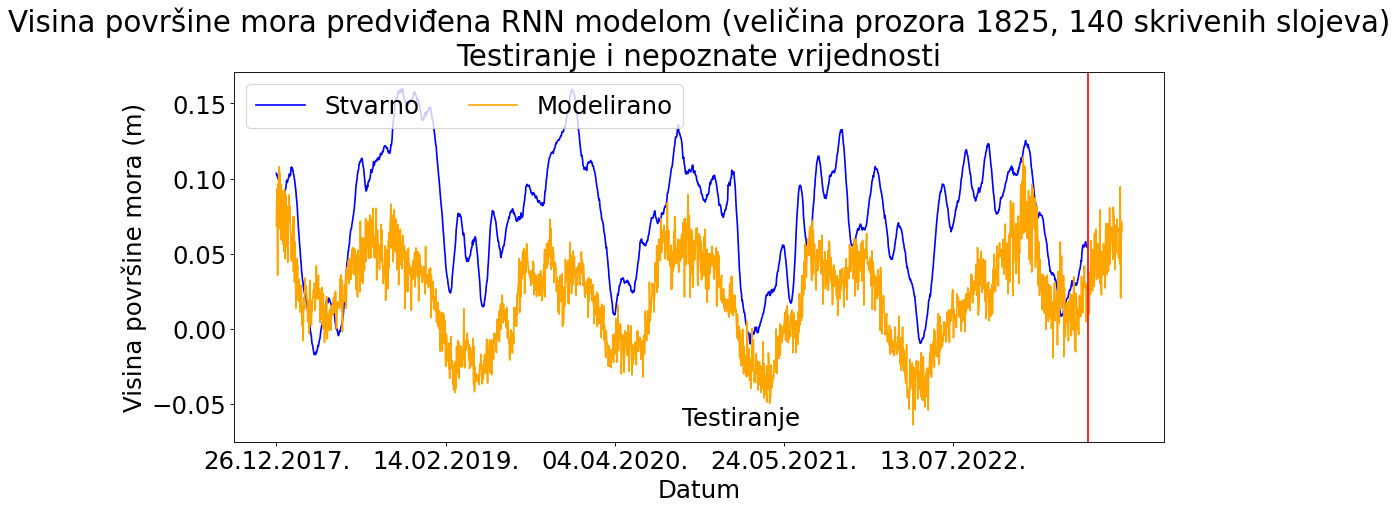 Visina površine mora predviđena RNN modelom (veličina prozora 1825, 140 skrivenih slojeva)
Testiranje i nepoznate vrijednosti
Stvarno
Modelirano
0.15
0.10
0.05
0.00
−0.05
Visina površine mora (m)
Testiranje
26.12.2017.
14.02.2019.
04.04.2020.
24.05.2021.
13.07.2022.
Datum